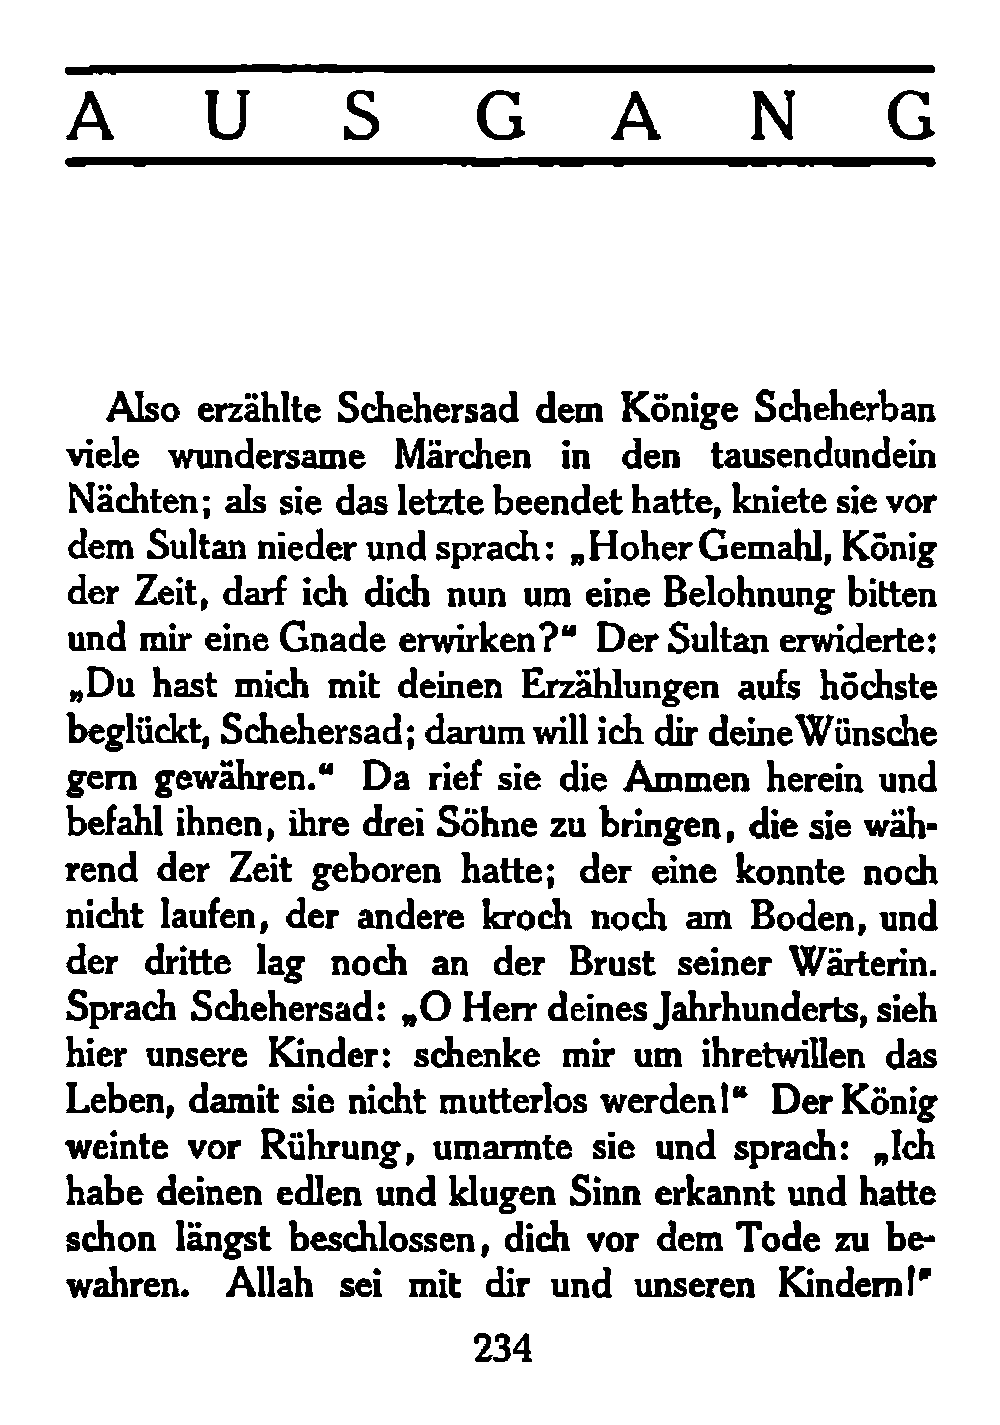 AUSGANG
Also erzählte Schehersad dem Könige Scheherban
viele wundersame Märchen in den tausendundein
Nächten; als sie das letzte beendet hatte, kniete sie vor
dem Sultan nieder und sprach: „Hoher Gemahl, König
der Zeit, darf ich dich nun um eine Belohnung bitten
und mir eine Gnade erwirken?“ Der Sultan erwiderte:
„Du hast mich mit deinen Erzählungen aufs höchste
beglückt, Schehersad; darum will ich dir deine Wünsche
gern gewähren.“ Da rief sie die Ammen herein und
befahl ihnen, ihre drei Söhne zu bringen, die sie wäh-
rend der Zeit geboren hatte; der eine konnte noch
nicht laufen, der andere kroch noch am Boden, und
der dritte lag noch an der Brust seiner Wärterin.
Sprach Schehersad: „O Herr deines Jahrhunderts, sieh
hier unsere Kinder: schenke mir um ihretwillen das
Leben, damit sie nicht mutterlos werden!“ Der König
weinte vor Rührung, umarmte sie und sprach: „Ich
habe deinen edlen und klugen Sinn erkannt und hatte
schon längst beschlossen, dich vor dem Tode zu be-
wahren. Allah sei mit dir und unseren Kindern!“
234